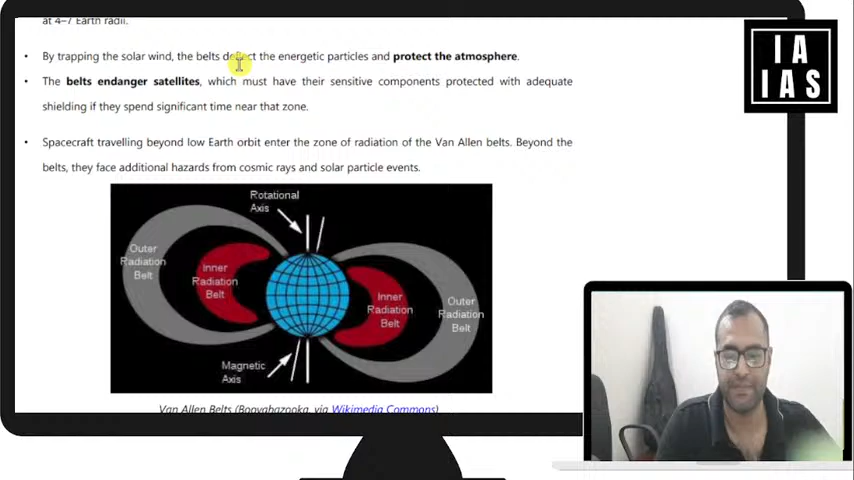 at 4–7 Earth radii.
• By trapping the solar wind, the belts deflect the energetic particles and protect the atmosphere.
• The belts endanger satellites, which must have their sensitive components protected with adequate
shielding if they spend significant time near that zone.
• Spacecraft travelling beyond low Earth orbit enter the zone of radiation of the Van Allen belts. Beyond the
belts, they face additional hazards from cosmic rays and solar particle events.
Rotational
Axis
Outer
Radiation
Belt
Inner
Radiation
Belt
Inner
Radiation
Belt
Outer
Radiation
Belt
Magnetic
Axis
Van Allen Belts (Booyabazooka, via Wikimedia Commons)
IA
IAS